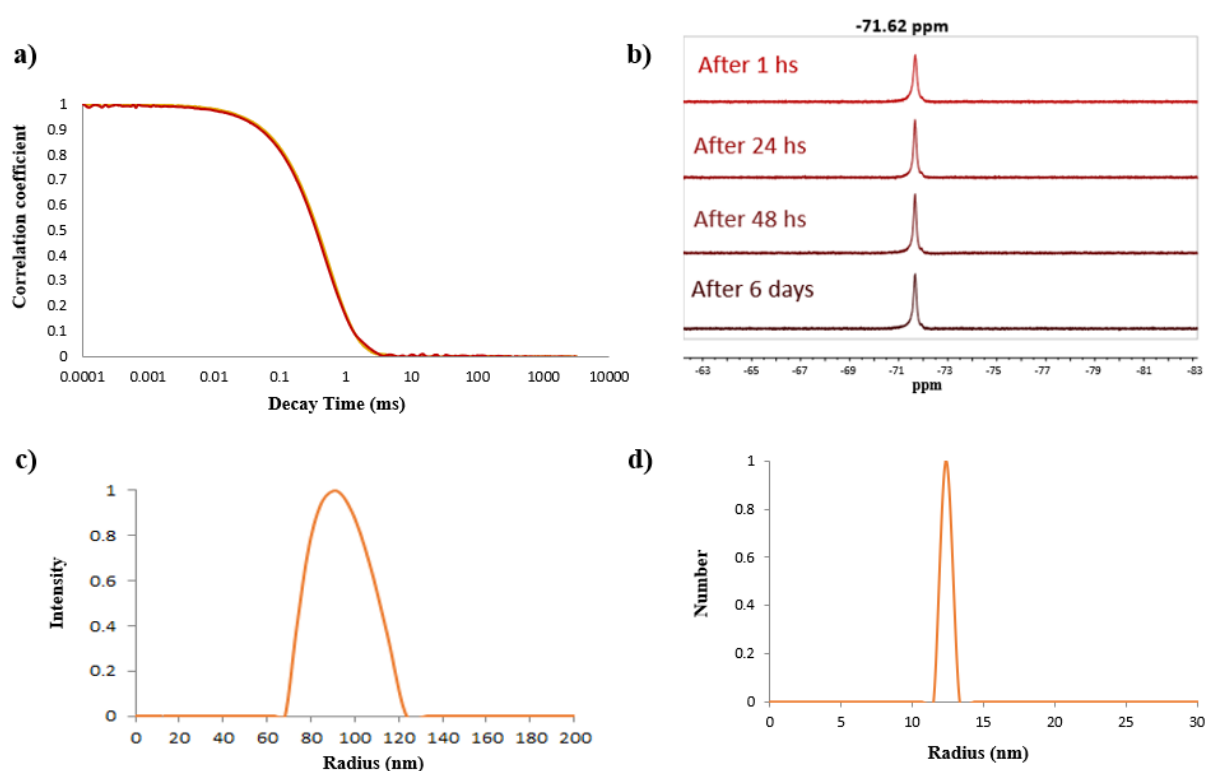 a)
Correlation coefficient
1
0.9
0.8
0.7
0.6
0.5
0.4
0.3
0.2
0.1
0
0.0001 0.001 0.01 0.1 1 10 100 1000 10000
Decay Time (ms)
b)
-71.62 ppm
After 1 hs
After 24 hs
After 48 hs
After 6 days
-63 -65 -67 -69 -71 -73 -75 -77 -79 -81 -83
ppm
c)
Intensity
1
0.8
0.6
0.4
0.2
0
0 20 40 60 80 100 120 140 160 180 200
Radius (nm)
d)
Number
1
0.8
0.6
0.4
0.2
0
0 5 10 15 20 25 30
Radius (nm)